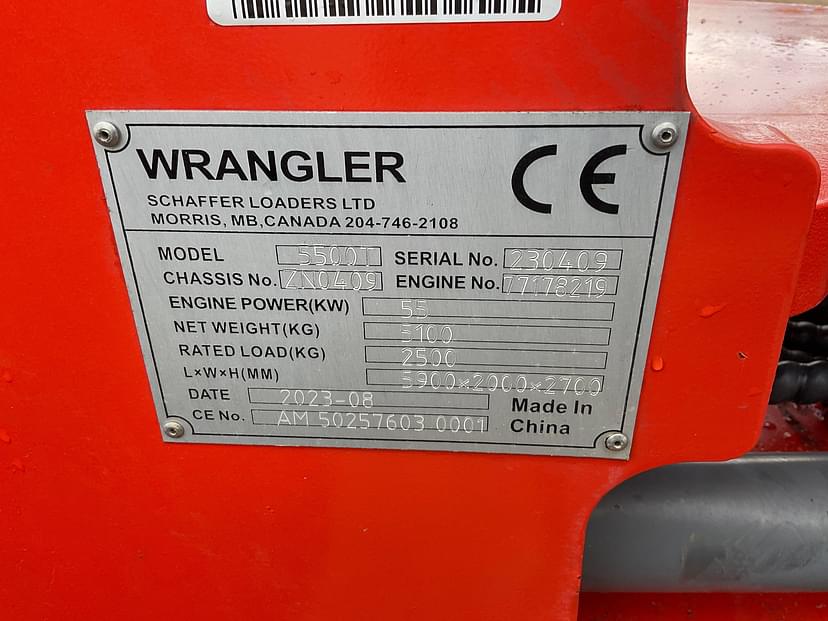 WRANGLER
CE
SCHAFFER LOADERS LTD
MORRIS, MB,CANADA 204-746-2108
MODEL 5500T SERIAL No. 230409
CHASSIS No. ZN0409 ENGINE No. 77178219
ENGINE POWER(KW) 55
NET WEIGHT(KG) 5100
RATED LOAD(KG) 2500
L×W×H(MM) 5900×2000×2700
DATE 2023-08
CE No. AM 50257603 0001
Made In
China